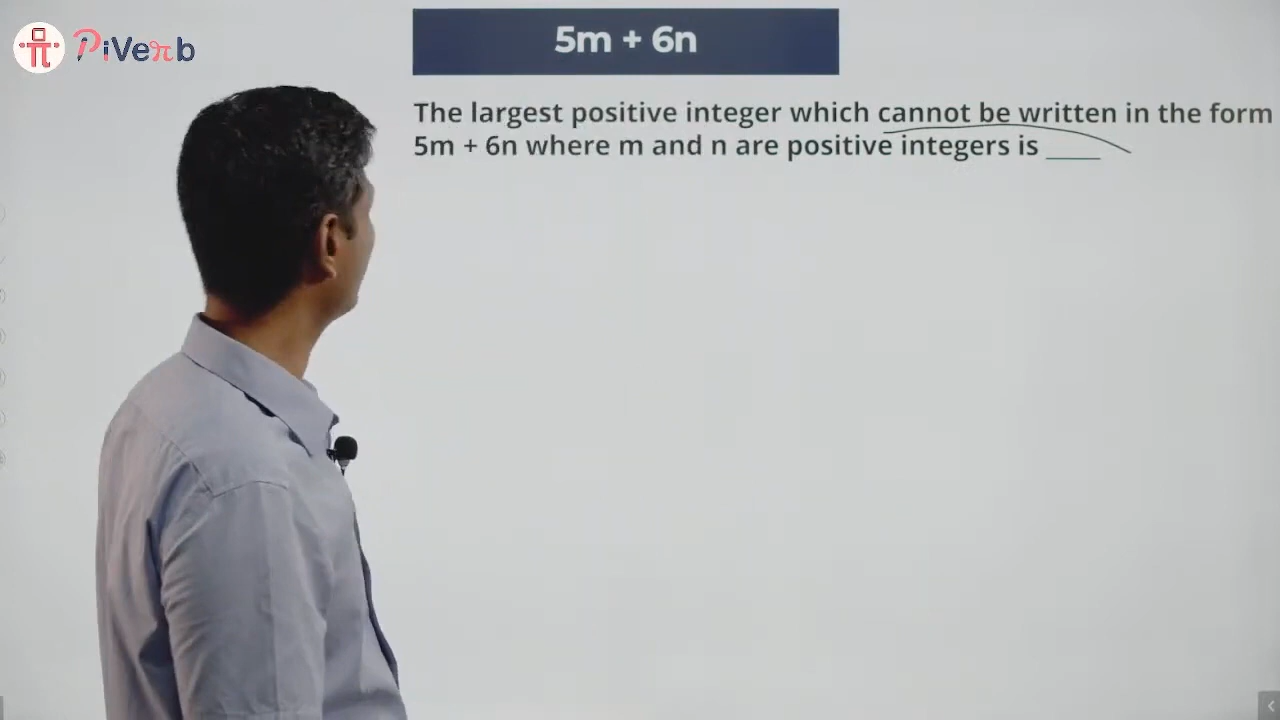 PiVerb
5m + 6n
The largest positive integer which cannot be written in the form
5m + 6n where m and n are positive integers is ____